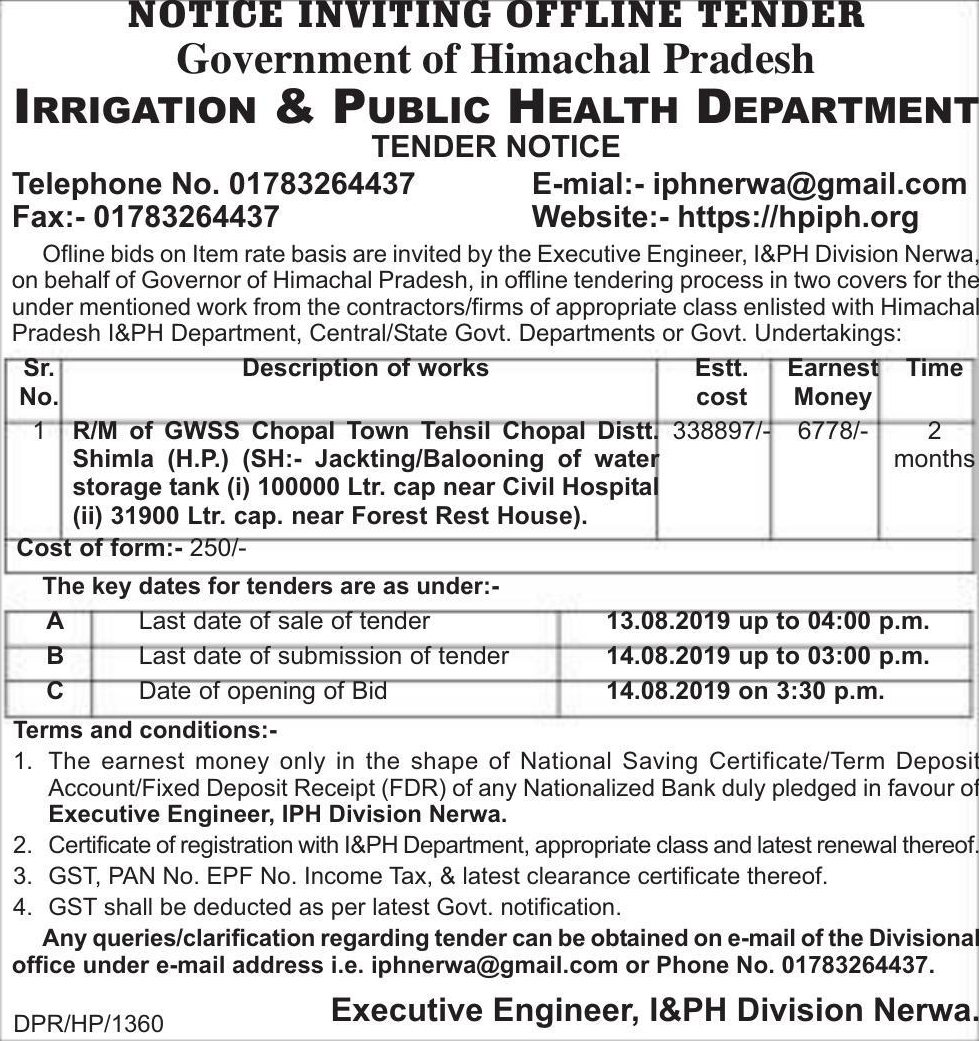 NOTICE INVITING OFFLINE TENDER
Government of Himachal Pradesh
IRRIGATION & PUBLIC HEALTH DEPARTMENT
TENDER NOTICE
Telephone No. 01783264437 E-mial:- iphnerwa@gmail.com
Fax:- 01783264437 Website:- https://hpiph.org
Ofline bids on Item rate basis are invited by the Executive Engineer, I&PH Division Nerwa,
on behalf of Governor of Himachal Pradesh, in offline tendering process in two covers for the
under mentioned work from the contractors/firms of appropriate class enlisted with Himachal
Pradesh I&PH Department, Central/State Govt. Departments or Govt. Undertakings:
Sr. Description of works Estt. Earnest Time
No. cost Money
1 R/M of GWSS Chopal Town Tehsil Chopal Distt. 338897/- 6778/- 2
Shimla (H.P.) (SH:- Jackting/Balooning of water months
storage tank (i) 100000 Ltr. cap near Civil Hospital
(ii) 31900 Ltr. cap. near Forest Rest House).
Cost of form:- 250/-
The key dates for tenders are as under:-
A Last date of sale of tender 13.08.2019 up to 04:00 p.m.
B Last date of submission of tender 14.08.2019 up to 03:00 p.m.
C Date of opening of Bid 14.08.2019 on 3:30 p.m.
Terms and conditions:-
1. The earnest money only in the shape of National Saving Certificate/Term Deposit
Account/Fixed Deposit Receipt (FDR) of any Nationalized Bank duly pledged in favour of
Executive Engineer, IPH Division Nerwa.
2. Certificate of registration with I&PH Department, appropriate class and latest renewal thereof.
3. GST, PAN No. EPF No. Income Tax, & latest clearance certificate thereof.
4. GST shall be deducted as per latest Govt. notification.
Any queries/clarification regarding tender can be obtained on e-mail of the Divisional
office under e-mail address i.e. iphnerwa@gmail.com or Phone No. 01783264437.
Executive Engineer, I&PH Division Nerwa.
DPR/HP/1360